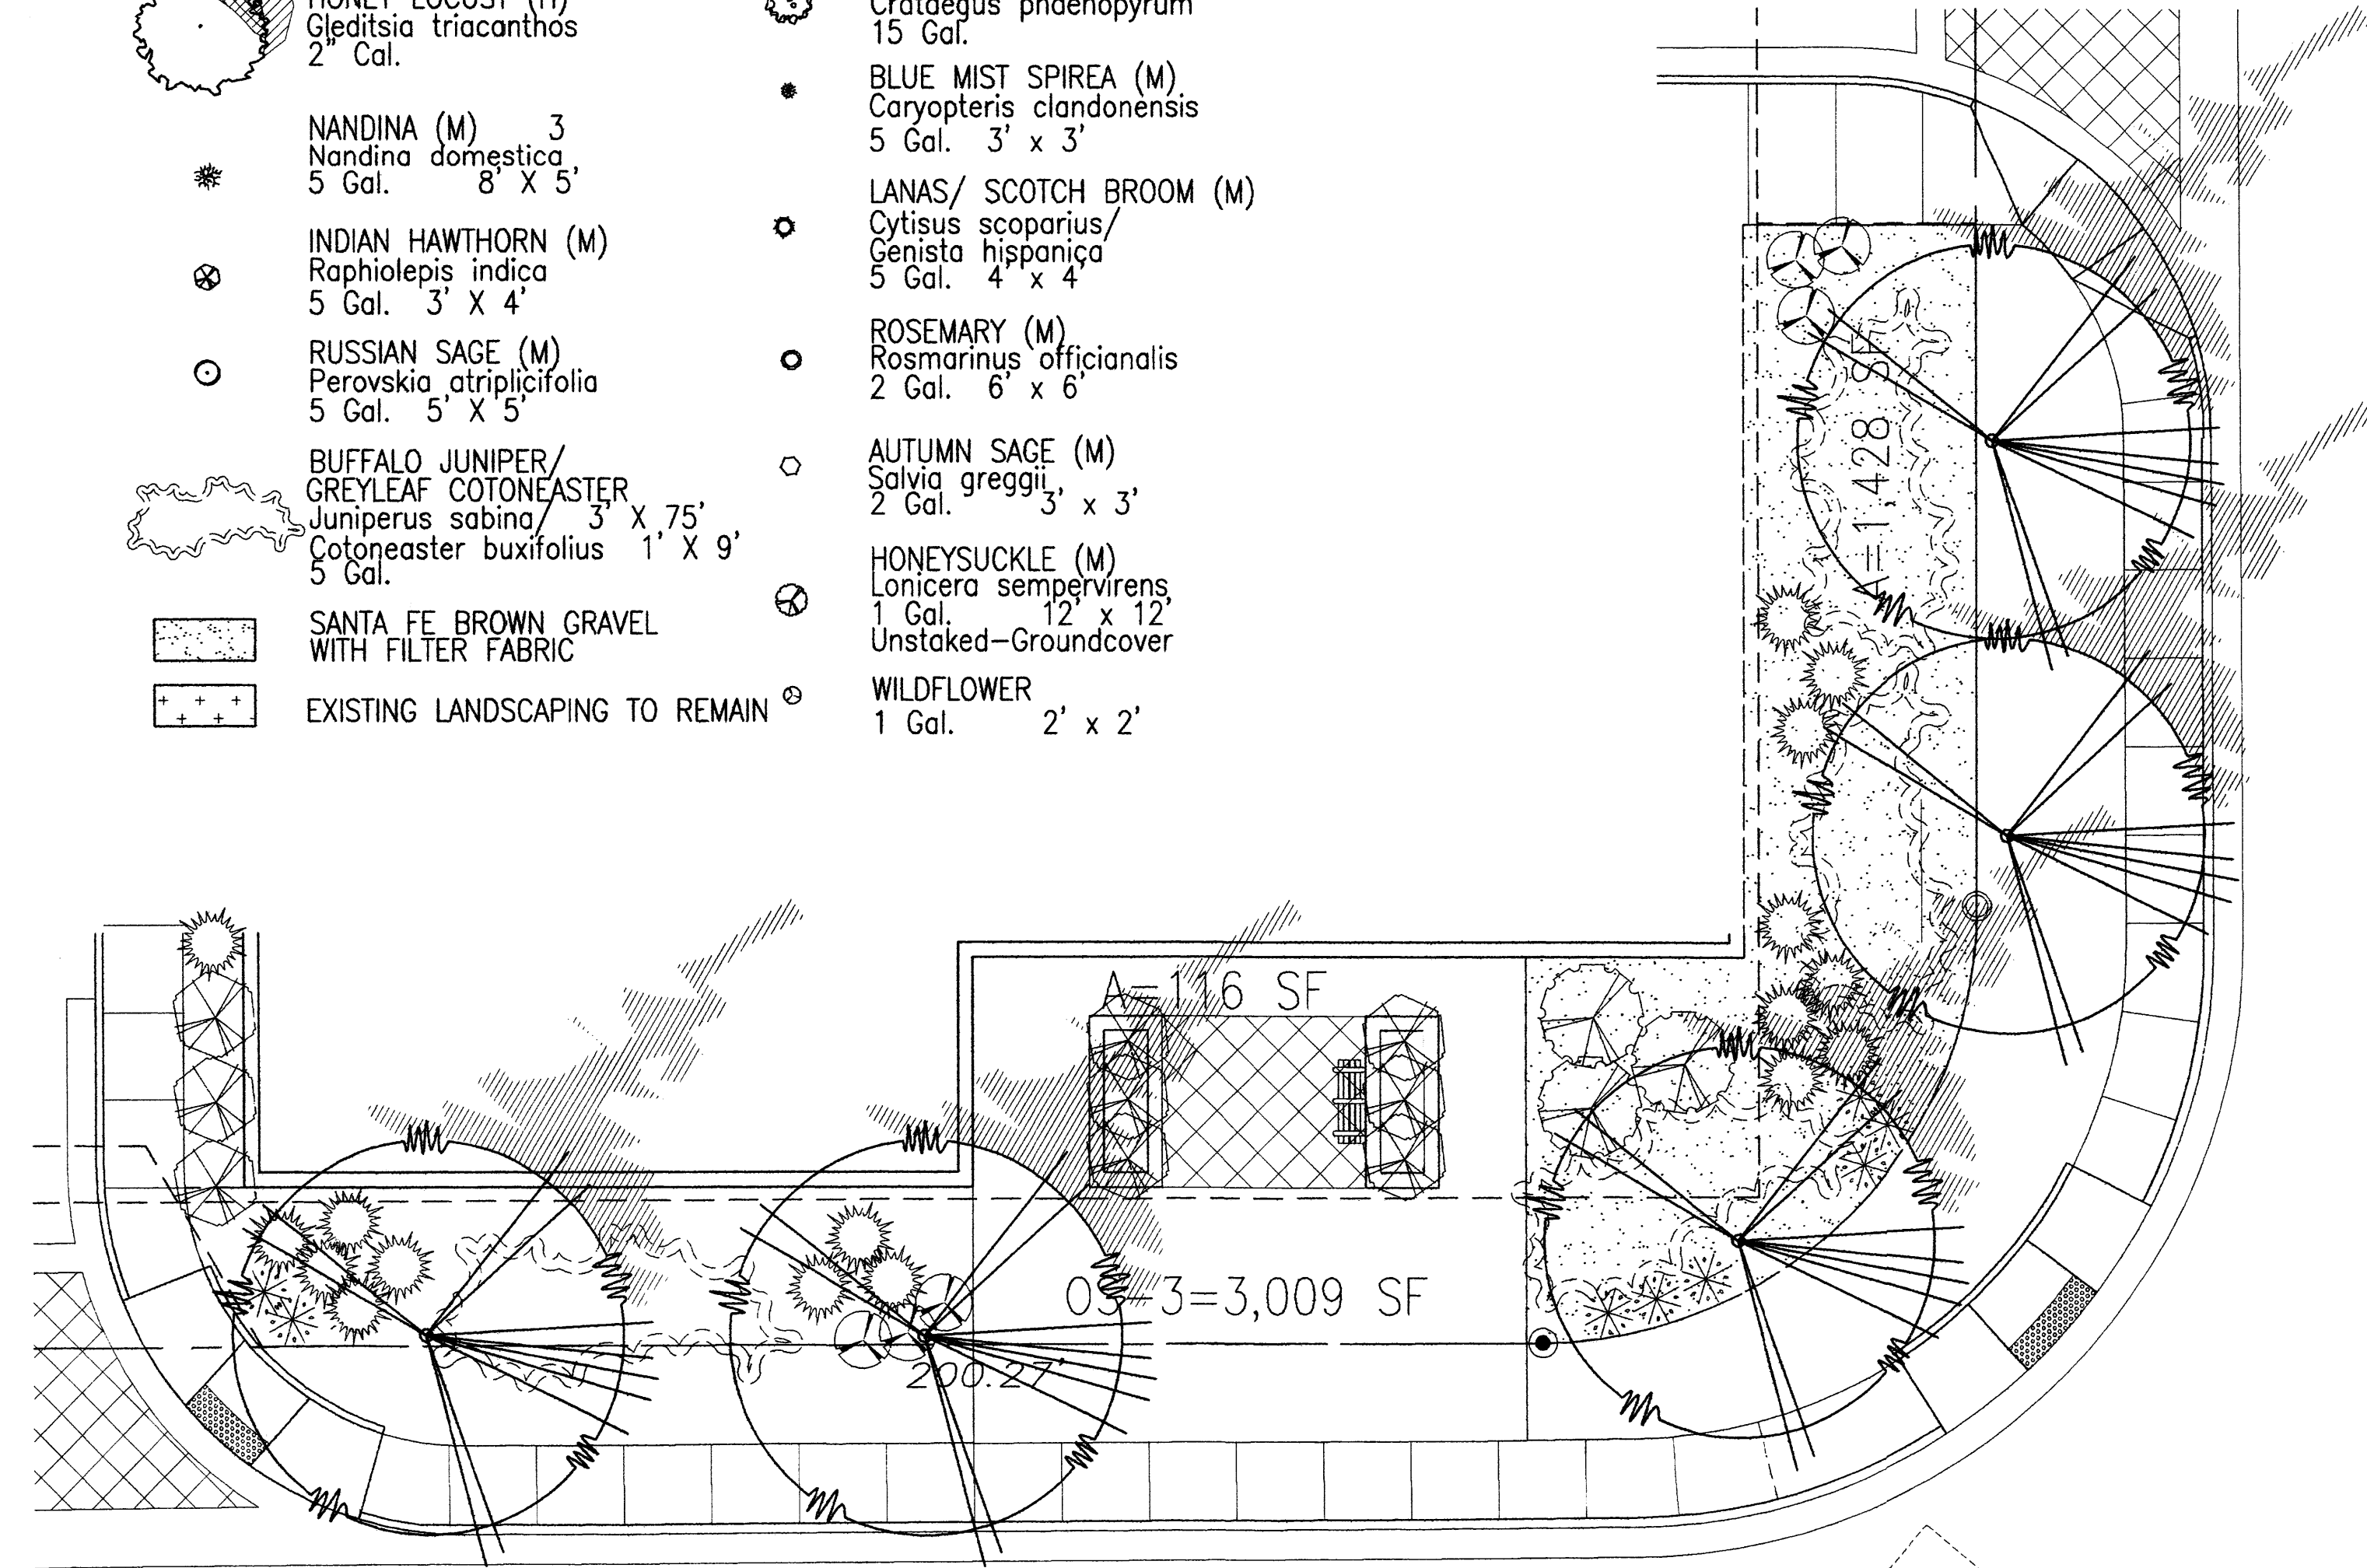 HONEY LOCUST (H)
Gleditsia triacanthos
2" Cal.
NANDINA (M) 3
Nandina domestica
5 Gal. 8' X 5'
INDIAN HAWTHORN (M)
Raphiolepis indica
5 Gal. 3' X 4'
RUSSIAN SAGE (M)
Perovskia atriplicifolia
5 Gal. 5' X 5'
BUFFALO JUNIPER/
GREYLEAF COTONEASTER
Juniperus sabina/ 3' X 75'
Cotoneaster buxifolius 1' X 9'
5 Gal.
SANTA FE BROWN GRAVEL
WITH FILTER FABRIC
EXISTING LANDSCAPING TO REMAIN
Crataegus phaenopyrum
15 Gal.
BLUE MIST SPIREA (M)
Caryopteris clandonensis
5 Gal. 3' x 3'
LANAS/ SCOTCH BROOM (M)
Cytisus scoparius/
Genista hispanica
5 Gal. 4' x 4'
ROSEMARY (M)
Rosmarinus officianalis
2 Gal. 6' x 6'
AUTUMN SAGE (M)
Salvia greggii
2 Gal. 3' x 3'
HONEYSUCKLE (M)
Lonicera sempervirens
1 Gal. 12' x 12'
Unstaked-Groundcover
WILDFLOWER
1 Gal. 2' x 2'
A=1,428 SF
A=116 SF
OS-3=3,009 SF
200.27'